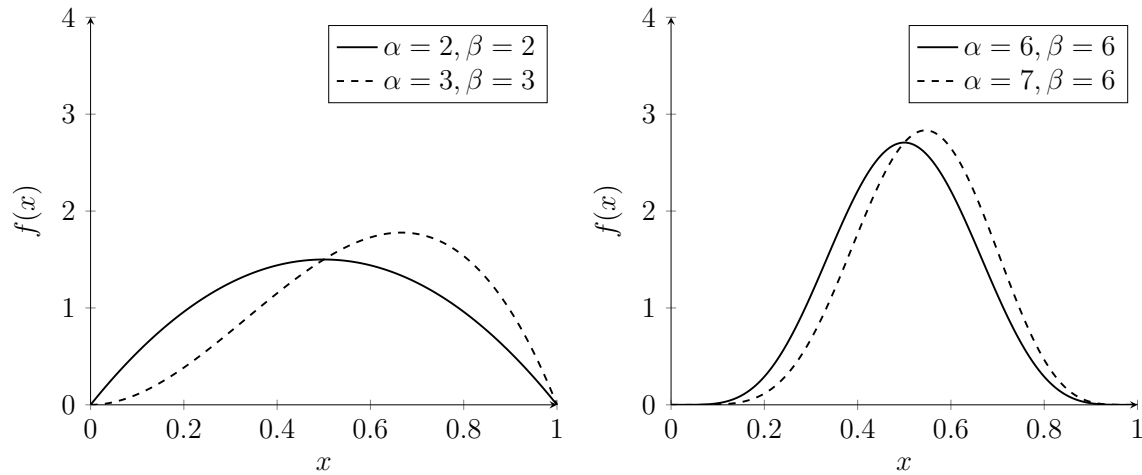 4
3
2
1
0
f(x)
0 0.2 0.4 0.6 0.8 1
x
α = 2, β = 2
α = 3, β = 3
4
3
2
1
0
f(x)
0 0.2 0.4 0.6 0.8 1
x
α = 6, β = 6
α = 7, β = 6